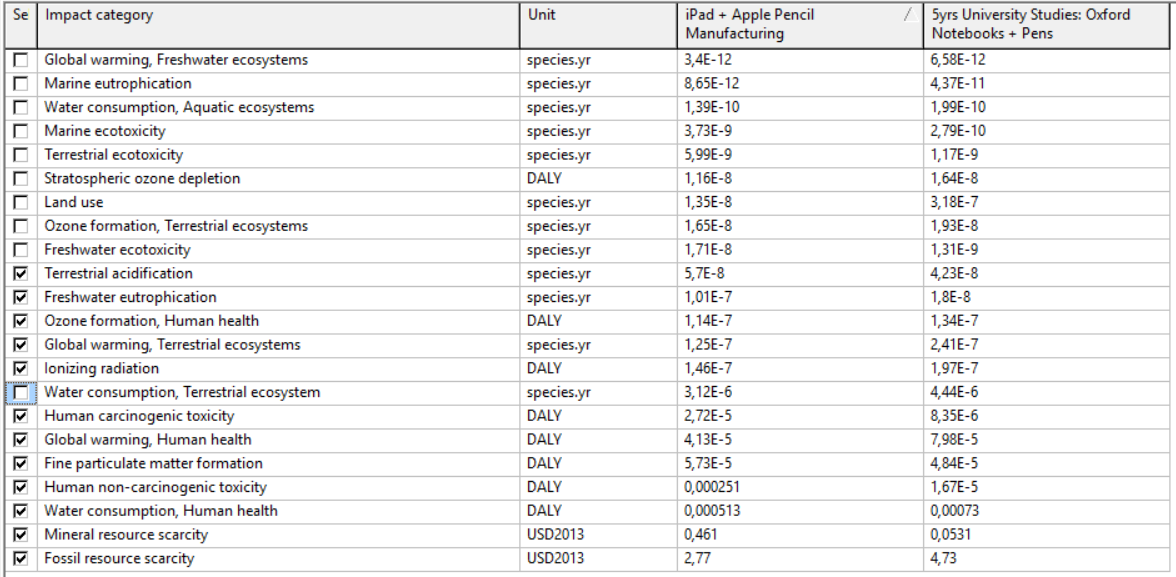 Se Impact category Unit iPad + Apple Pencil Manufacturing 5yrs University Studies: Oxford Notebooks + Pens
Global warming, Freshwater ecosystems species.yr 3,4E-12 6,58E-12
Marine eutrophication species.yr 8,65E-12 4,37E-11
Water consumption, Aquatic ecosystems species.yr 1,39E-10 1,99E-10
Marine ecotoxicity species.yr 3,73E-9 2,79E-10
Terrestrial ecotoxicity species.yr 5,99E-9 1,17E-9
Stratospheric ozone depletion DALY 1,16E-8 1,64E-8
Land use species.yr 1,35E-8 3,18E-7
Ozone formation, Terrestrial ecosystems species.yr 1,65E-8 1,93E-8
Freshwater ecotoxicity species.yr 1,71E-8 1,31E-9
Terrestrial acidification species.yr 5,7E-8 4,23E-8
Freshwater eutrophication species.yr 1,01E-7 1,8E-8
Ozone formation, Human health DALY 1,14E-7 1,34E-7
Global warming, Terrestrial ecosystems species.yr 1,25E-7 2,41E-7
Ionizing radiation DALY 1,46E-7 1,97E-7
Water consumption, Terrestrial ecosystem species.yr 3,12E-6 4,44E-6
Human carcinogenic toxicity DALY 2,72E-5 8,35E-6
Global warming, Human health DALY 4,13E-5 7,98E-5
Fine particulate matter formation DALY 5,73E-5 4,84E-5
Human non-carcinogenic toxicity DALY 0,000251 1,67E-5
Water consumption, Human health DALY 0,000513 0,00073
Mineral resource scarcity USD2013 0,461 0,0531
Fossil resource scarcity USD2013 2,77 4,73